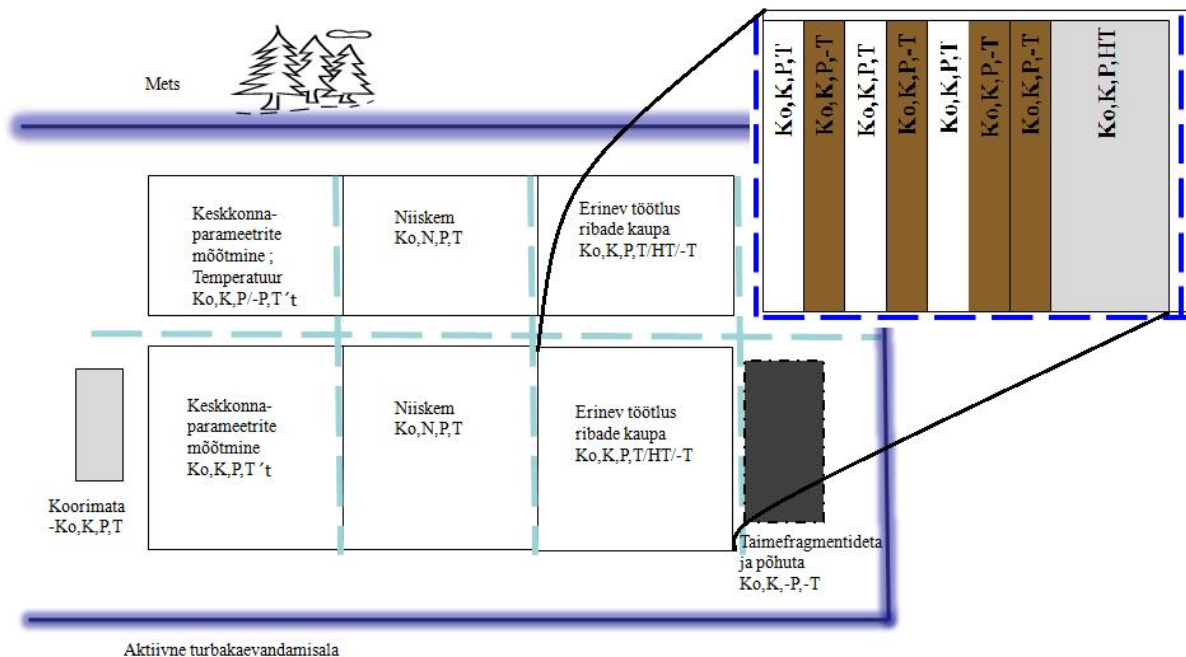 Mets
Ko,K,P,T
Ko,K,P,-T
Ko,K,P,T
Ko,K,P,-T
Ko,K,P,T
Ko,K,P,-T
Ko,K,P,-T
Ko,K,P,HT
Keskkonna-
parameetrite
mõõtmine ;
Temperatuur
Ko,K,P/-P,T´t
Niiskem
Ko,N,P,T
Erinev töötlus
ribade kaupa
Ko,K,P,T/HT/-T
Keskkonna-
parameetrite
mõõtmine
Ko,K,P,T´t
Niiskem
Ko,N,P,T
Erinev töötlus
ribade kaupa
Ko,K,P,T/HT/-T
Koorimata
-Ko,K,P,T
Taimefragmentideta
ja põhuta
Ko,K,-P,-T
Aktiivne turbakaevandamisala